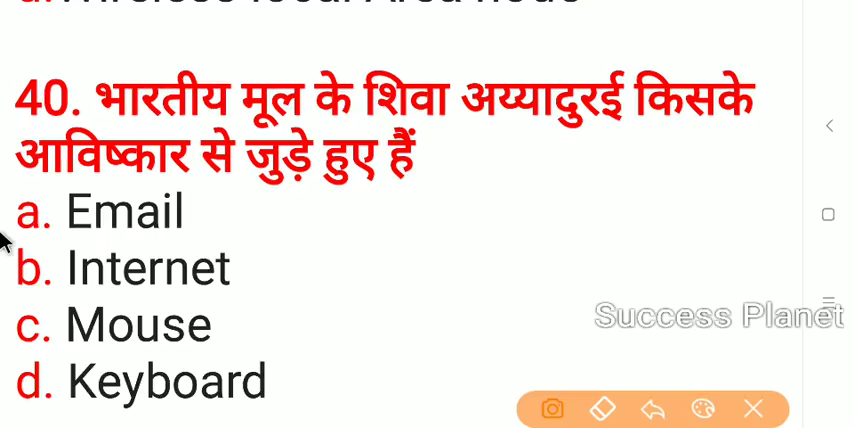 40. भारतीय मूल के शिवा अय्यादुरई किसके
आविष्कार से जुड़े हुए हैं
a. Email
b. Internet
c. Mouse
d. Keyboard
Success Planet